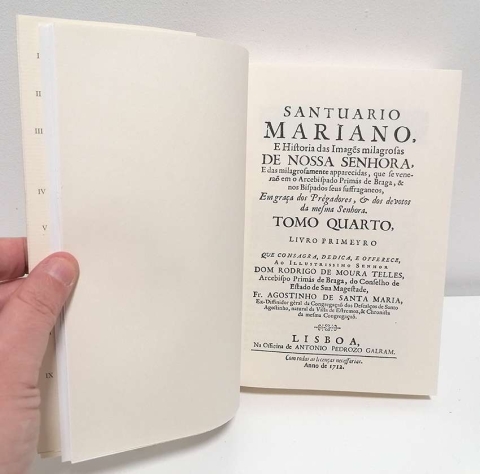 I
II
III
IV
V
IX
SANTUARIO
MARIANO,
E Historia das Imagẽs milagrosas
DE NOSSA SENHORA,
E das milagrosamente apparecidas, que se vene-
raõ em o Arcebispado Primàs de Braga, &
nos Bispados seus suffraganeos,
Em graça dos Prègadores, & dos devotos
da mesma Senhora.
TOMO QUARTO,
LIVRO PRIMEYRO
QUE CONSAGRA, DEDICA, E OFFERECE,
AO ILLUSTRISSIMO SENHOR
DOM RODRIGO DE MOURA TELLES,
Arcebispo Primàs de Braga, do Conselho de
Estado de Sua Magestade,
Fr. AGOSTINHO DE SANTA MARIA,
Ex-Diffinidor géral da Congregaçaõ dos Descalços de Santo
Agostinho, natural da Villa de Estremoz, & Chronista
da mesma Congregaçaõ.
LISBOA,
Na Officina de ANTONIO PEDROZO GALRAM.
Com todas as licenças necessarias.
Anno de 1712.